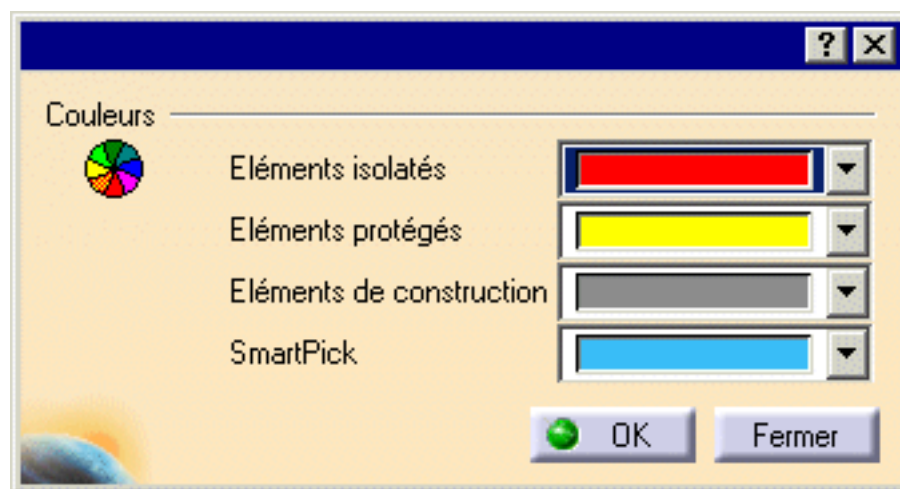 Couleurs
Eléments isolatés
Eléments protégés
Eléments de construction
SmartPick
OK
Fermer